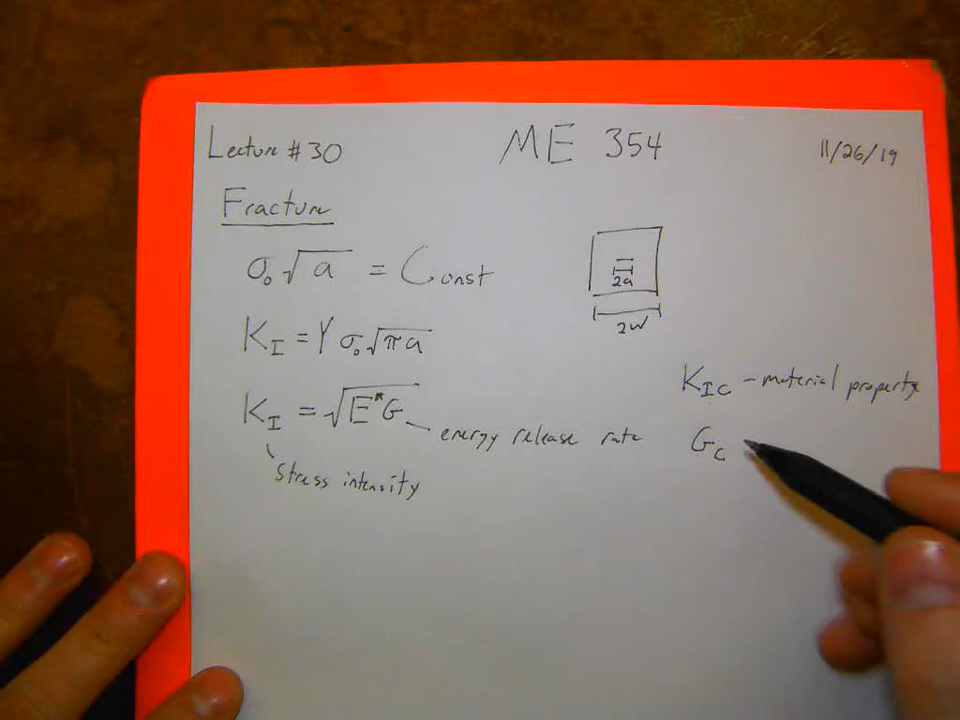 Lecture #30 ME 354 11/26/19
Fracture
σ₀√a = Const
2a
2w
K_I = Y σ₀√πa
K_IC – material property
K_I = √E*G
energy release rate
G_c
Stress intensity